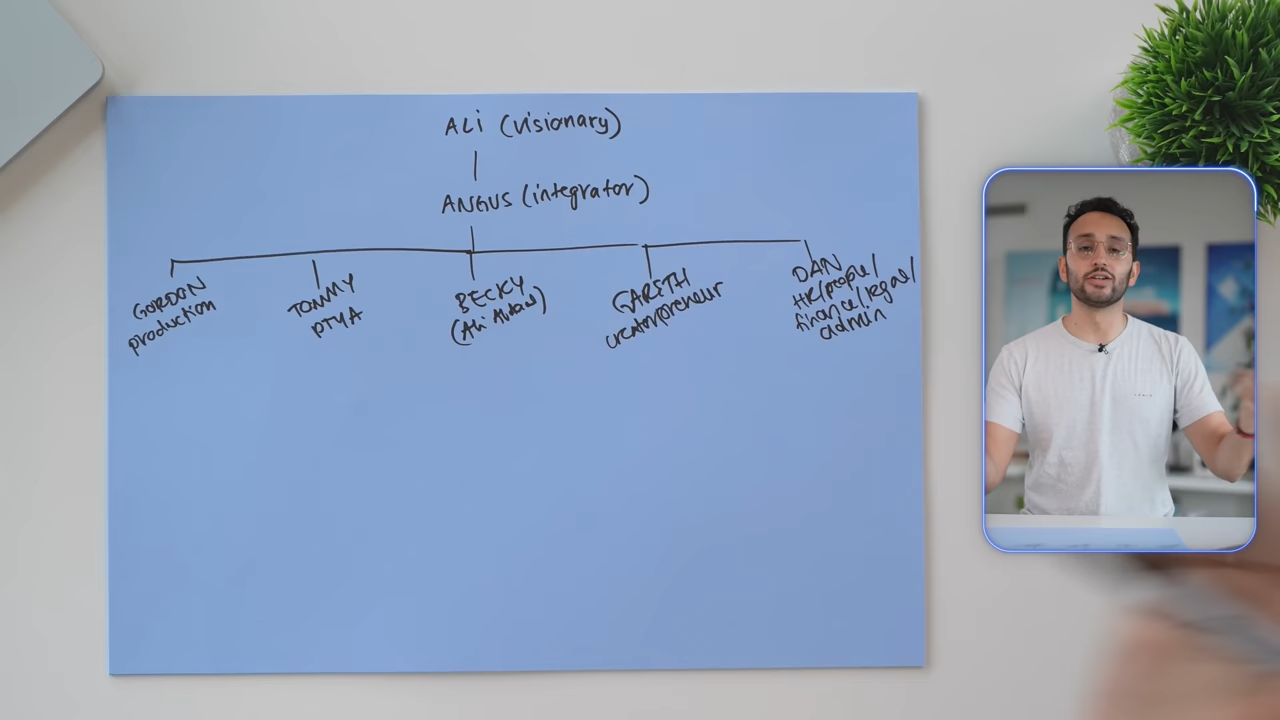 ALi (visionary)
ANGUS (integrator)
GORDON
production
TOMMY
PTYA
BECKY
(Ali Abdaal)
GARETH
creatorpreneur
DAN
HR/people/
finance/legal/
admin